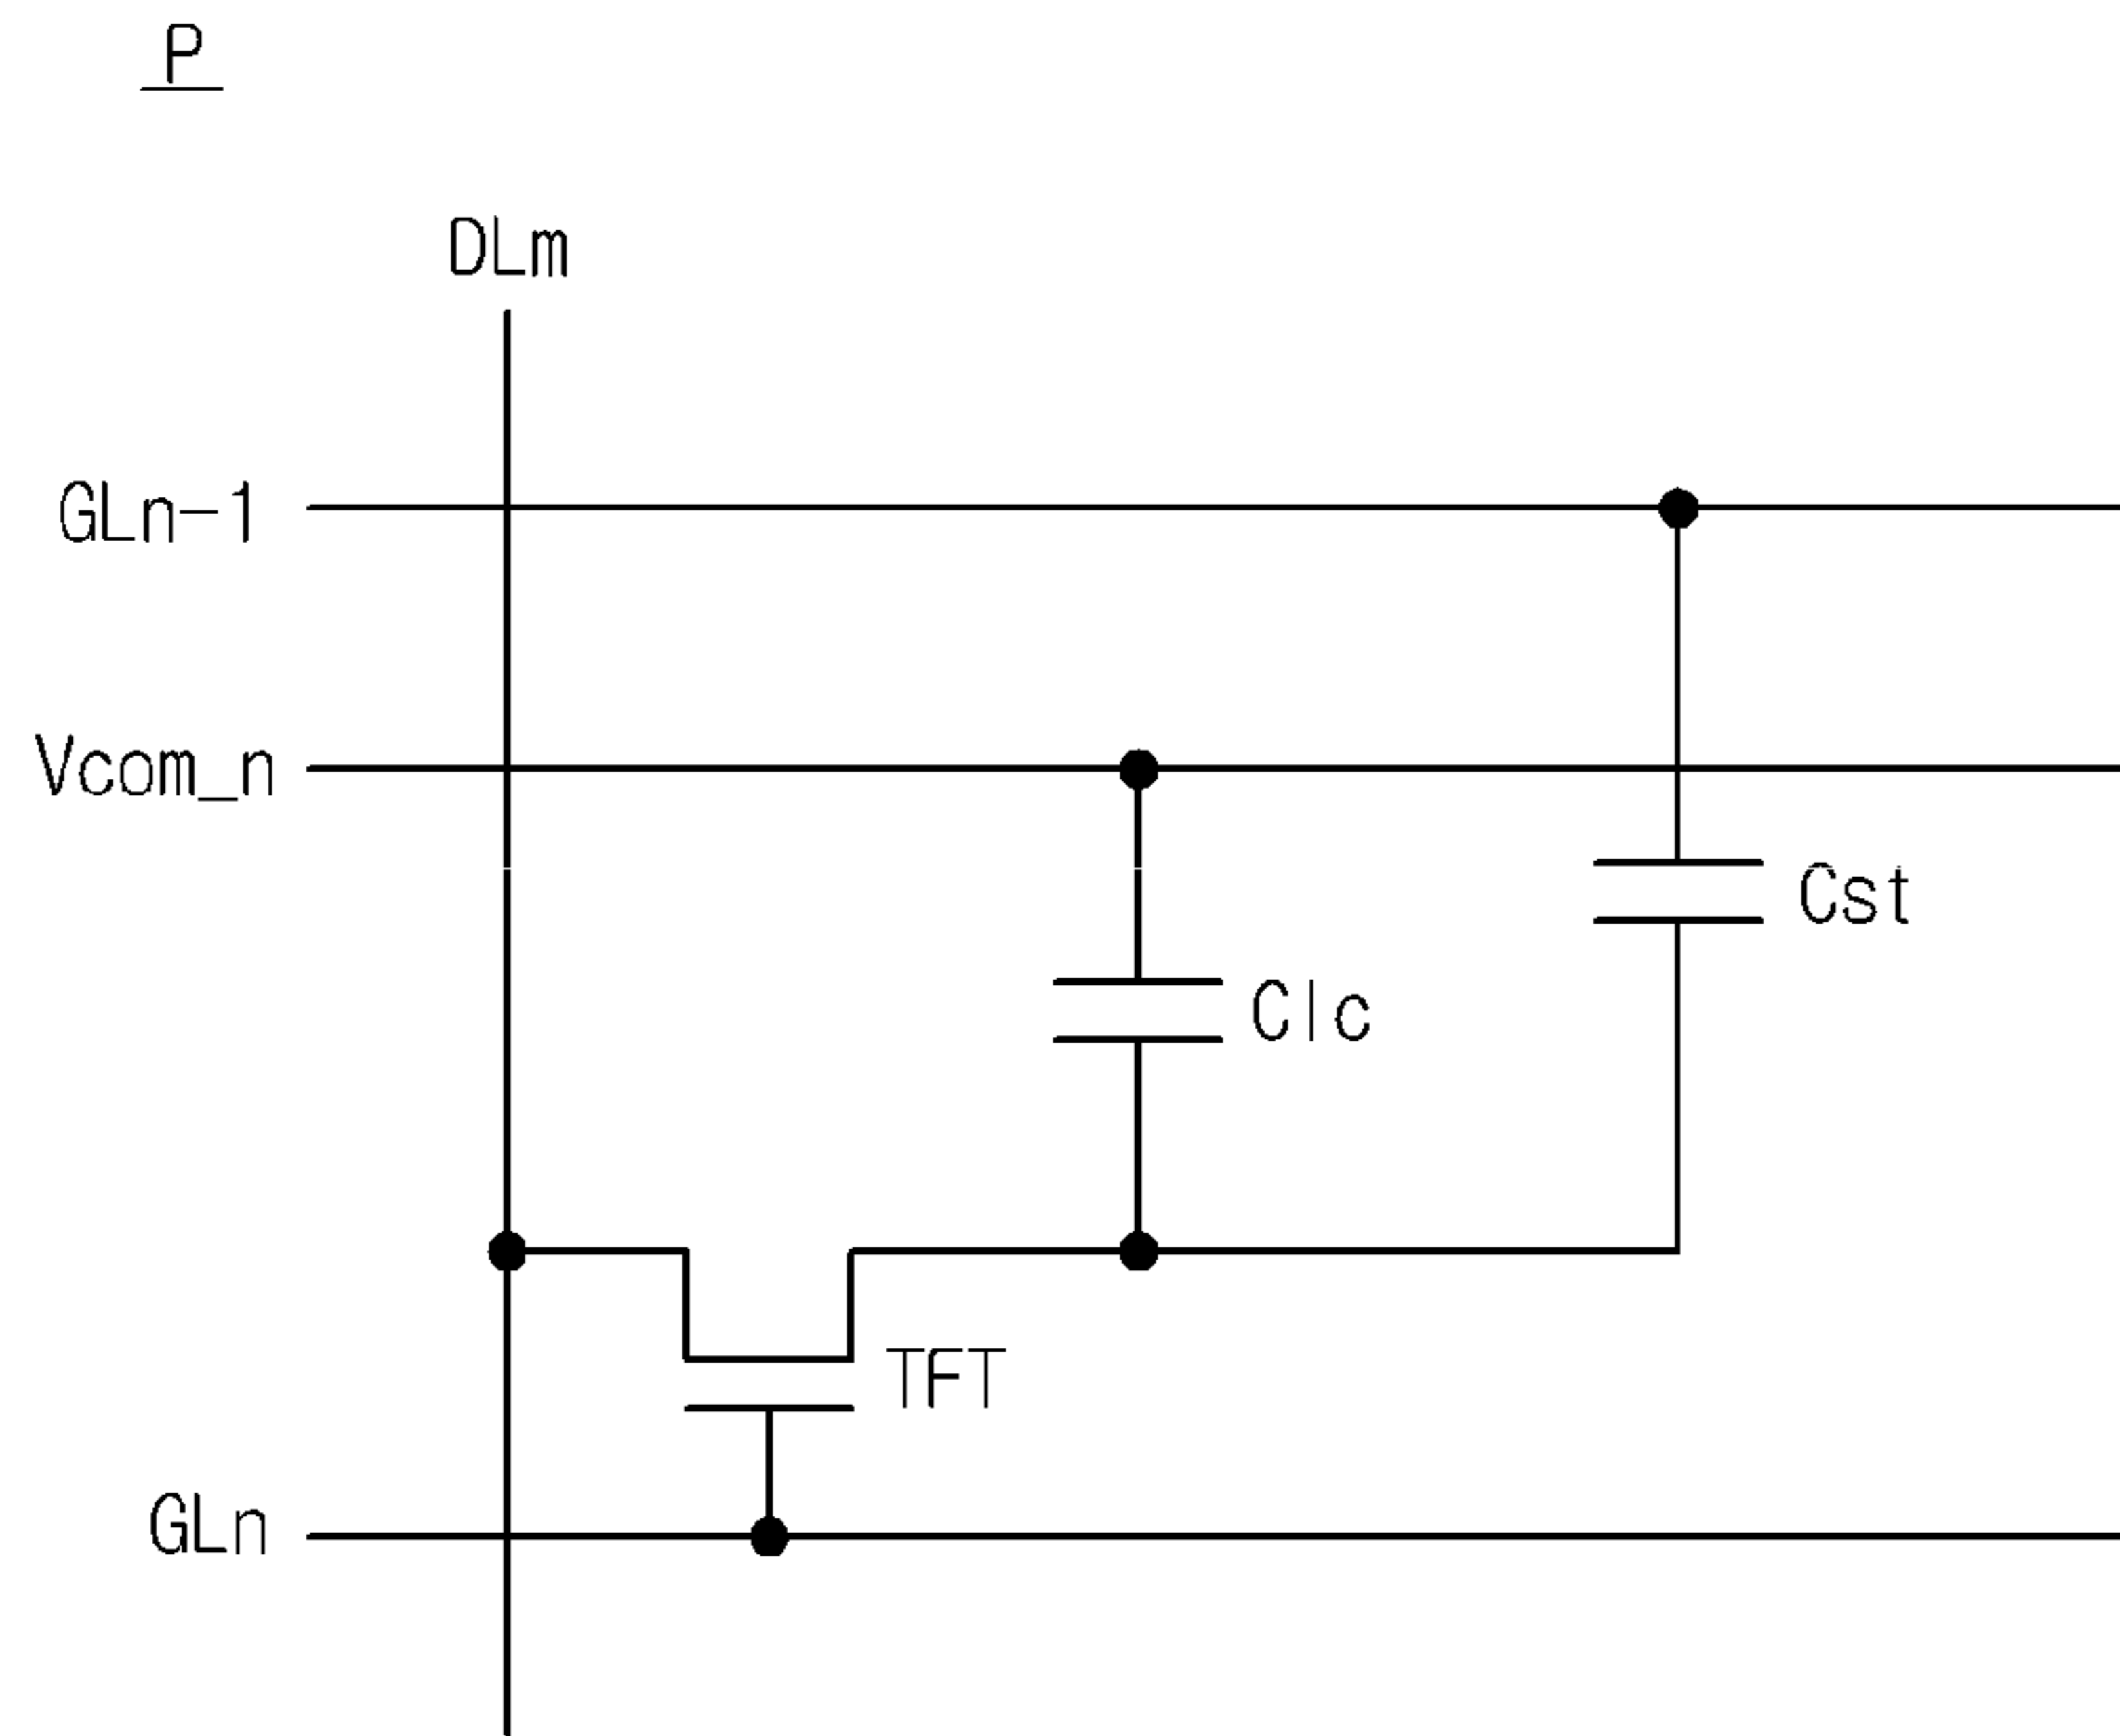 P
DLm
GLn-1
Vcom_n
Cst
Clc
TFT
GLn